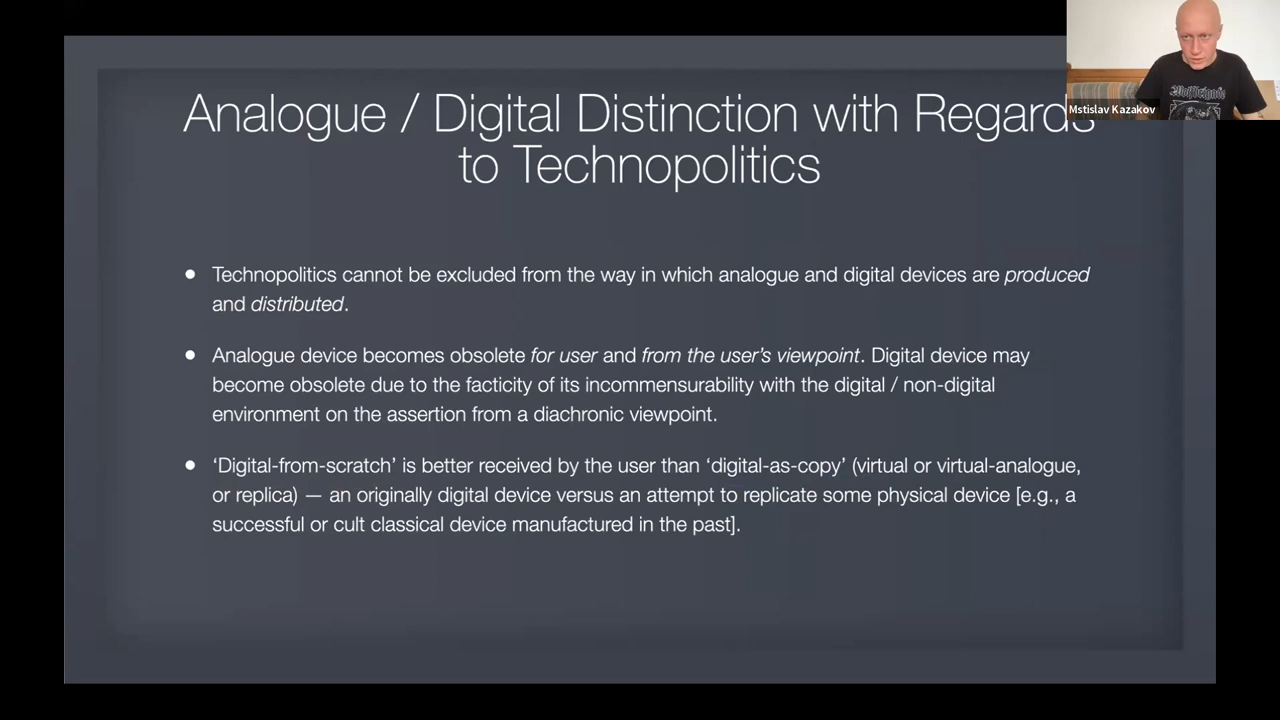 Analogue / Digital Distinction with Regards
to Technopolitics
Mstislav Kazakov
• Technopolitics cannot be excluded from the way in which analogue and digital devices are produced
and distributed.
• Analogue device becomes obsolete for user and from the user’s viewpoint. Digital device may
become obsolete due to the facticity of its incommensurability with the digital / non-digital
environment on the assertion from a diachronic viewpoint.
• ‘Digital-from-scratch’ is better received by the user than ‘digital-as-copy’ (virtual or virtual-analogue,
or replica) — an originally digital device versus an attempt to replicate some physical device [e.g., a
successful or cult classical device manufactured in the past].